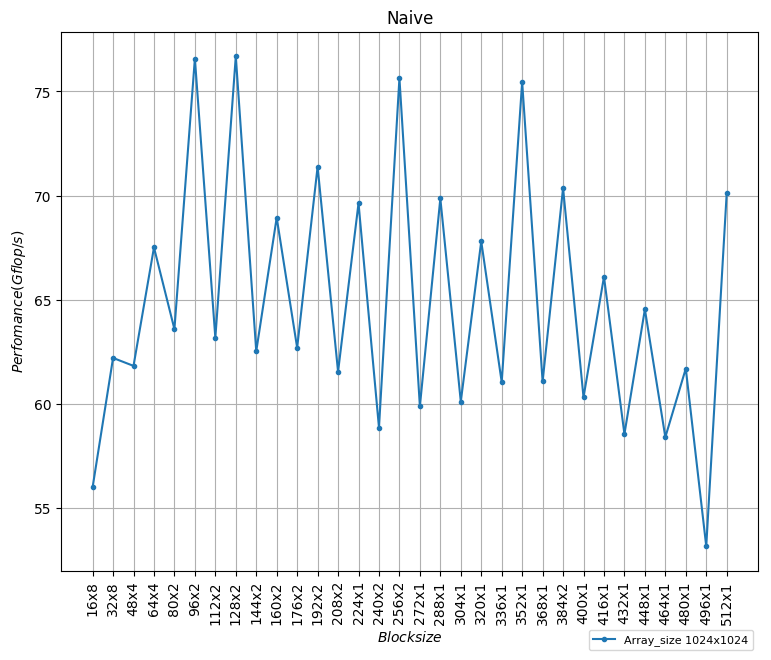 Naive
75
70
65
60
55
Perfomance(Gflop/s)
16x8
32x8
48x4
64x4
80x2
96x2
112x2
128x2
144x2
160x2
176x2
192x2
208x2
224x1
240x2
256x2
272x1
288x1
304x1
320x1
336x1
352x1
368x1
384x2
400x1
416x1
432x1
448x1
464x1
480x1
496x1
512x1
Blocksize
Array_size 1024x1024